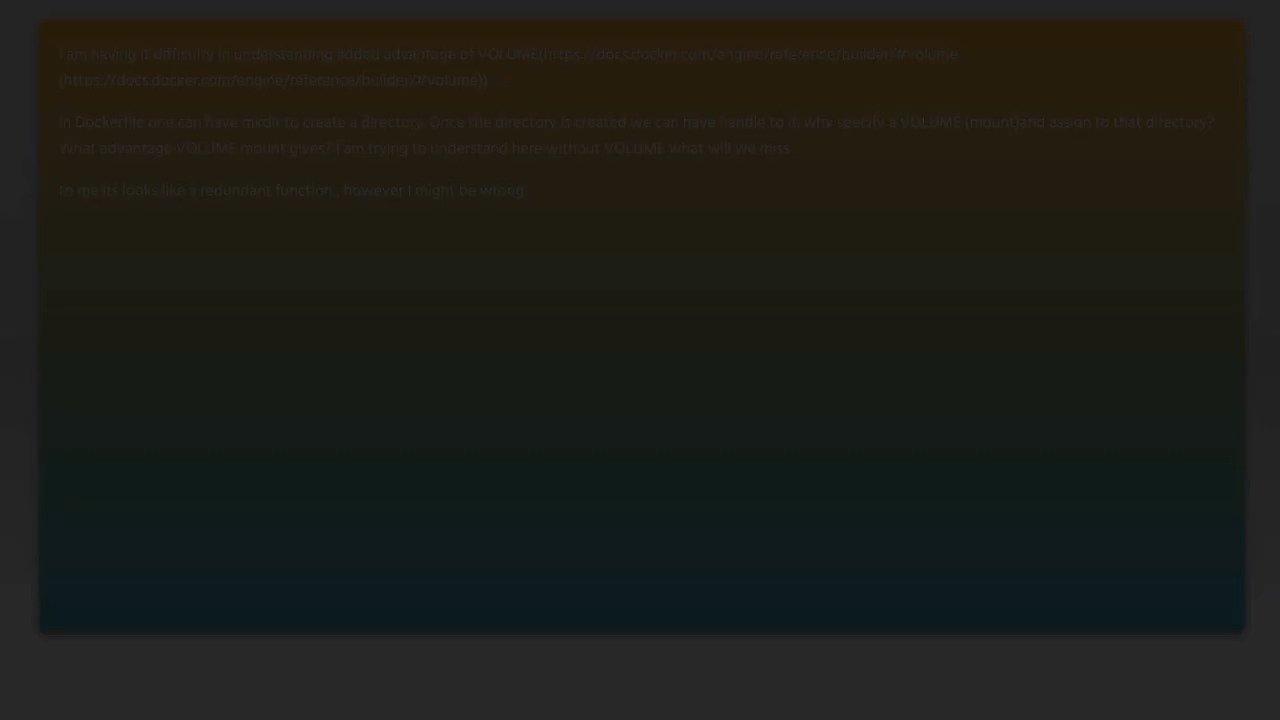 I am having a difficulty in understanding added advantage of VOLUME(https://docs.docker.com/engine/reference/builder/#volume
(https://docs.docker.com/engine/reference/builder/#volume))
In Dockerfile one can have mkdir to create a directory. Once the directory is created we can have handle to it. why specify a VOLUME (mount)and assign to that directory?
What advantage VOLUME mount gives? I am trying to understand here without VOLUME what will we miss.
to me its looks like a redundant function , however I might be wrong.